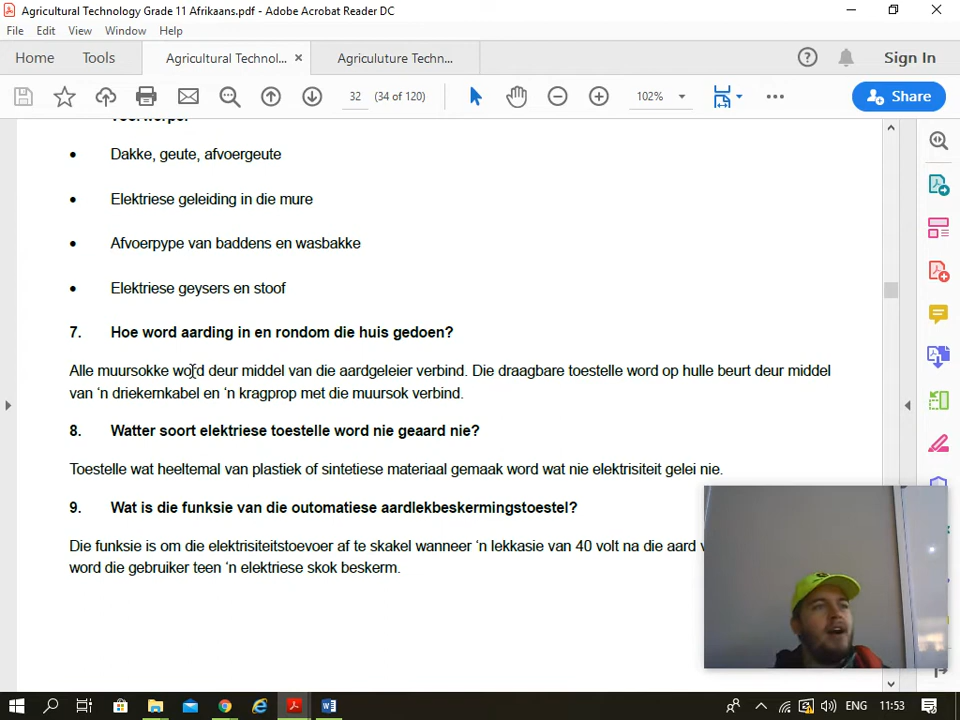 Agricultural Technology Grade 11 Afrikaans.pdf - Adobe Acrobat Reader DC
File Edit View Window Help
Home Tools Agricultural Technol... × Agriculuture Techn... Sign In
32 (34 of 120) 102% Share
• Dakke, geute, afvoergeute
• Elektriese geleiding in die mure
• Afvoerpype van baddens en wasbakke
• Elektriese geysers en stoof
7. Hoe word aarding in en rondom die huis gedoen?
Alle muursokke word deur middel van die aardgeleier verbind. Die draagbare toestelle word op hulle beurt deur middel
van ‘n driekernkabel en ‘n kragprop met die muursok verbind.
8. Watter soort elektriese toestelle word nie geaard nie?
Toestelle wat heeltemal van plastiek of sintetiese materiaal gemaak word wat nie elektrisiteit gelei nie.
9. Wat is die funksie van die outomatiese aardlekbeskermingstoestel?
Die funksie is om die elektrisiteitstoevoer af te skakel wanneer ‘n lekkasie van 40 volt na die aard
word die gebruiker teen ‘n elektriese skok beskerm.
ENG 11:53